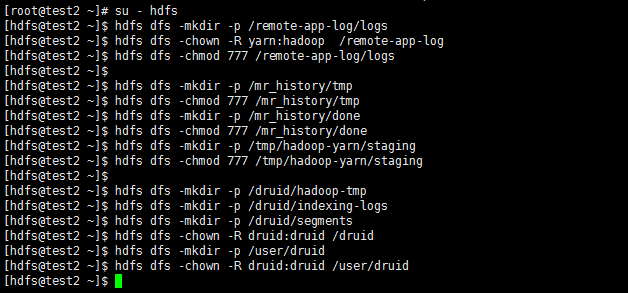 [root@test2 ~]# su - hdfs
[hdfs@test2 ~]$ hdfs dfs -mkdir -p /remote-app-log/logs
[hdfs@test2 ~]$ hdfs dfs -chown -R yarn:hadoop  /remote-app-log
[hdfs@test2 ~]$ hdfs dfs -chmod 777 /remote-app-log/logs
[hdfs@test2 ~]$
[hdfs@test2 ~]$ hdfs dfs -mkdir -p /mr_history/tmp
[hdfs@test2 ~]$ hdfs dfs -chmod 777 /mr_history/tmp
[hdfs@test2 ~]$ hdfs dfs -mkdir -p /mr_history/done
[hdfs@test2 ~]$ hdfs dfs -chmod 777 /mr_history/done
[hdfs@test2 ~]$ hdfs dfs -mkdir -p /tmp/hadoop-yarn/staging
[hdfs@test2 ~]$ hdfs dfs -chmod 777 /tmp/hadoop-yarn/staging
[hdfs@test2 ~]$
[hdfs@test2 ~]$ hdfs dfs -mkdir -p /druid/hadoop-tmp
[hdfs@test2 ~]$ hdfs dfs -mkdir -p /druid/indexing-logs
[hdfs@test2 ~]$ hdfs dfs -mkdir -p /druid/segments
[hdfs@test2 ~]$ hdfs dfs -chown -R druid:druid /druid
[hdfs@test2 ~]$ hdfs dfs -mkdir -p /user/druid
[hdfs@test2 ~]$ hdfs dfs -chown -R druid:druid /user/druid
[hdfs@test2 ~]$